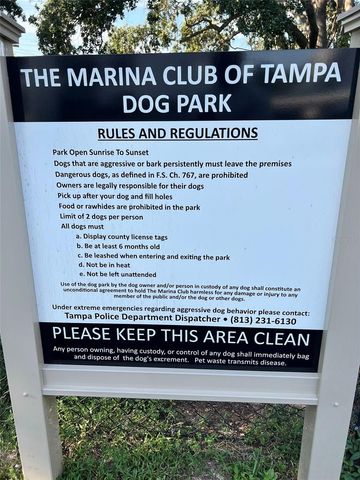 THE MARINA CLUB OF TAMPA
DOG PARK
RULES AND REGULATIONS
Park Open Sunrise To Sunset
Dogs that are aggressive or bark persistently must leave the premises
Dangerous dogs, as defined in F.S. Ch. 767, are prohibited
Owners are legally responsible for their dogs
Pick up after your dog and fill holes
Food or rawhides are prohibited in the park
Limit of 2 dogs per person
All dogs must
a. Display county license tags
b. Be at least 6 months old
c. Be leashed when entering and exiting the park
d. Not be in heat
e. Not be left unattended
Use of the dog park by the dog owner and/or person in custody of any dog shall constitute an
unconditional agreement to hold The Marina Club harmless for any damage or injury to any
member of the public and/or the dog or other dogs.
Under extreme emergencies regarding aggressive dog behavior please contact:
Tampa Police Department Dispatcher • (813) 231-6130
PLEASE KEEP THIS AREA CLEAN
Any person owning, having custody, or control of any dog shall immediately bag
and dispose of the dog's excrement. Pet waste transmits disease.